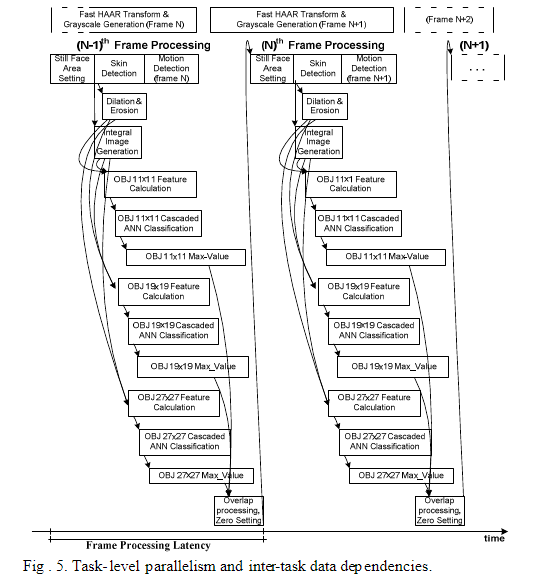 Fast HAAR Transform &
Grayscale Generation (Frame N)
Fast HAAR Transform &
Grayscale Generation (Frame N+1)
(Frame N+2)
(N-1)th Frame Processing
(N)th Frame Processing
(N+1)
Still Face
Area
Setting
Skin
Detection
Motion
Detection
(frame N)
Still Face
Area
Setting
Skin
Detection
Motion
Detection
(frame N+1)
. . .
Dilation &
Erosion
Dilation &
Erosion
Integral
Image
Generation
Integral
Image
Generation
OBJ 11x11 Feature
Calculation
OBJ 11x1 Feature
Calculation
OBJ 11x11 Cascaded
ANN Classification
OBJ 11x11 Cascaded
ANN Classification
OBJ 11x11 Max-Value
OBJ 11x11 Max-Value
OBJ 19x19 Feature
Calculation
OBJ 19x19 Feature
Calculation
OBJ 19x19 Cascaded
ANN Classification
OBJ 19x19 Cascaded
ANN Classification
OBJ 19x19 Max_Value
OBJ 19x19 Max_Value
OBJ 27x27 Feature
Calculation
OBJ 27x27 Feature
Calculation
OBJ 27x27 Cascaded
ANN Classification
OBJ 27x27 Cascaded
ANN Classification
OBJ 27x27 Max_Value
OBJ 27x27 Max_Value
Overlap
processing,
Zero Setting
Overlap
processing,
Zero Setting
time
Frame Processing Latency
Fig . 5. Task-level parallelism and inter-task data dependencies.